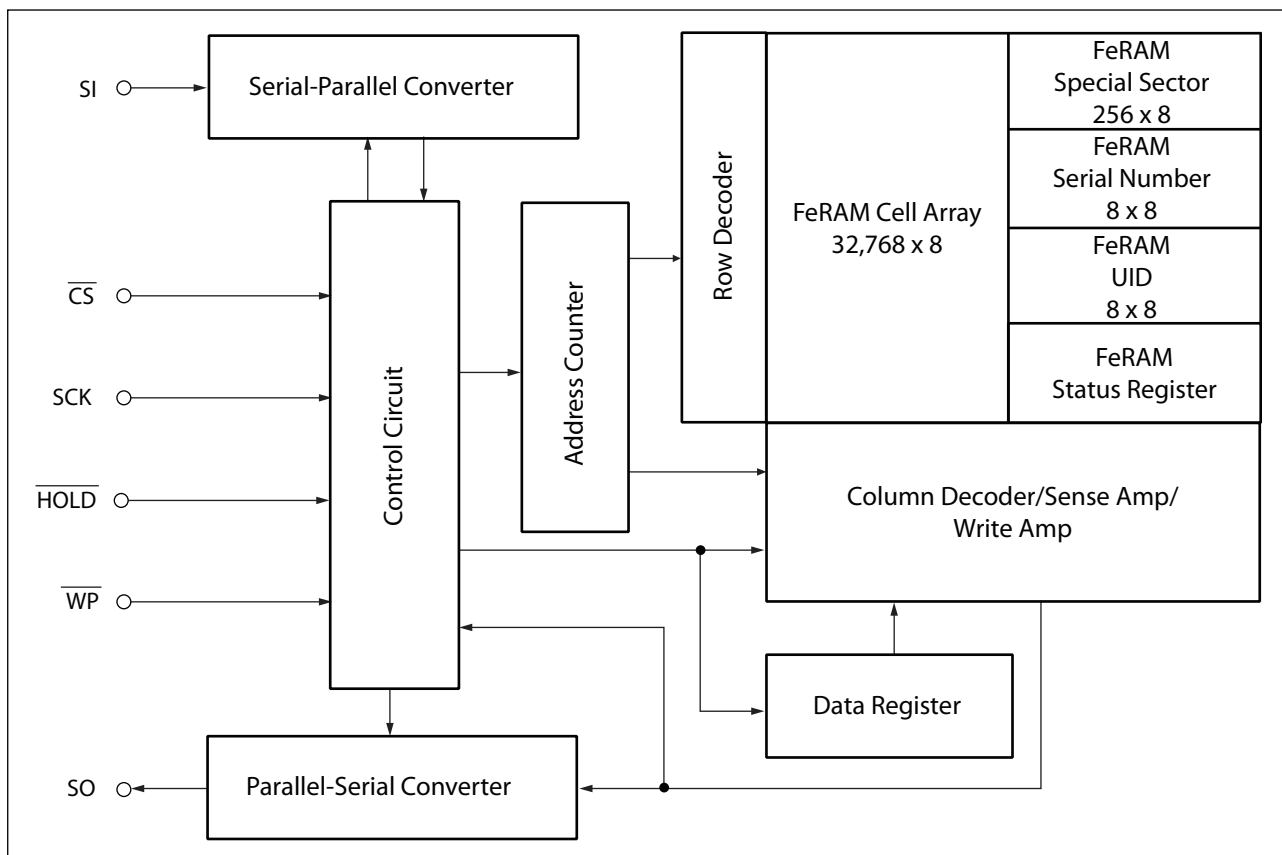 SI
Serial-Parallel Converter
CS
SCK
HOLD
WP
SO
Control Circuit
Address Counter
Row Decoder
FeRAM Cell Array
32,768 x 8
FeRAM
Special Sector
256 x 8
FeRAM
Serial Number
8 x 8
FeRAM
UID
8 x 8
FeRAM
Status Register
Column Decoder/Sense Amp/
Write Amp
Data Register
Parallel-Serial Converter